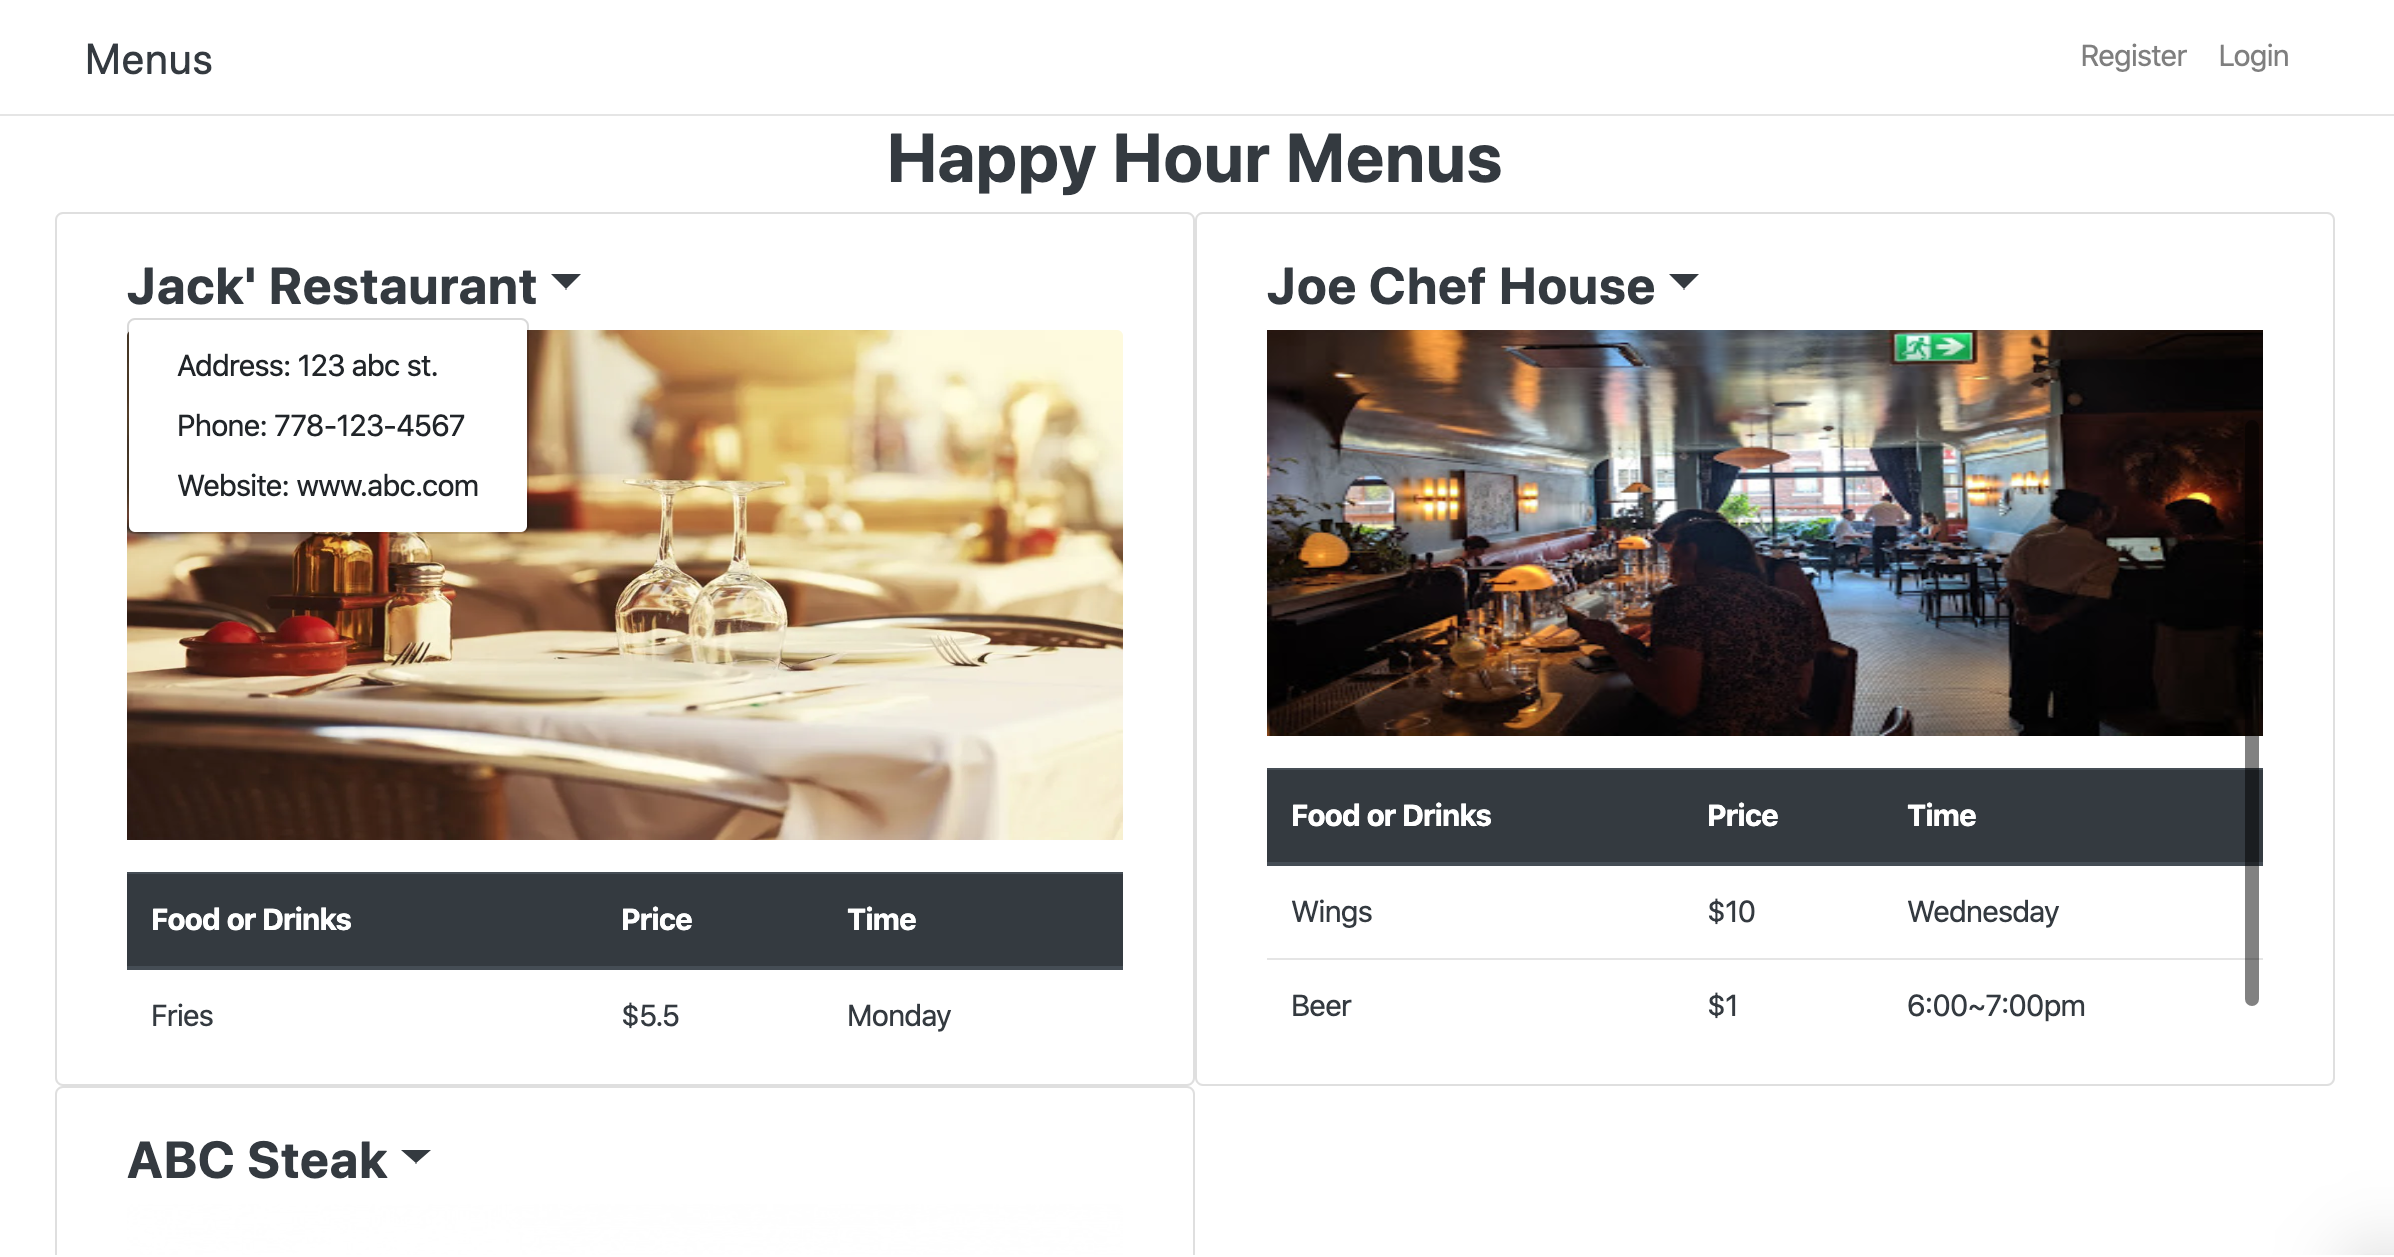 Menus
Register Login
Happy Hour Menus
Jack' Restaurant
Address: 123 abc st.
Phone: 778-123-4567
Website: www.abc.com
Food or Drinks Price Time
Fries $5.5 Monday
Joe Chef House
Food or Drinks Price Time
Wings $10 Wednesday
Beer $1 6:00~7:00pm
ABC Steak